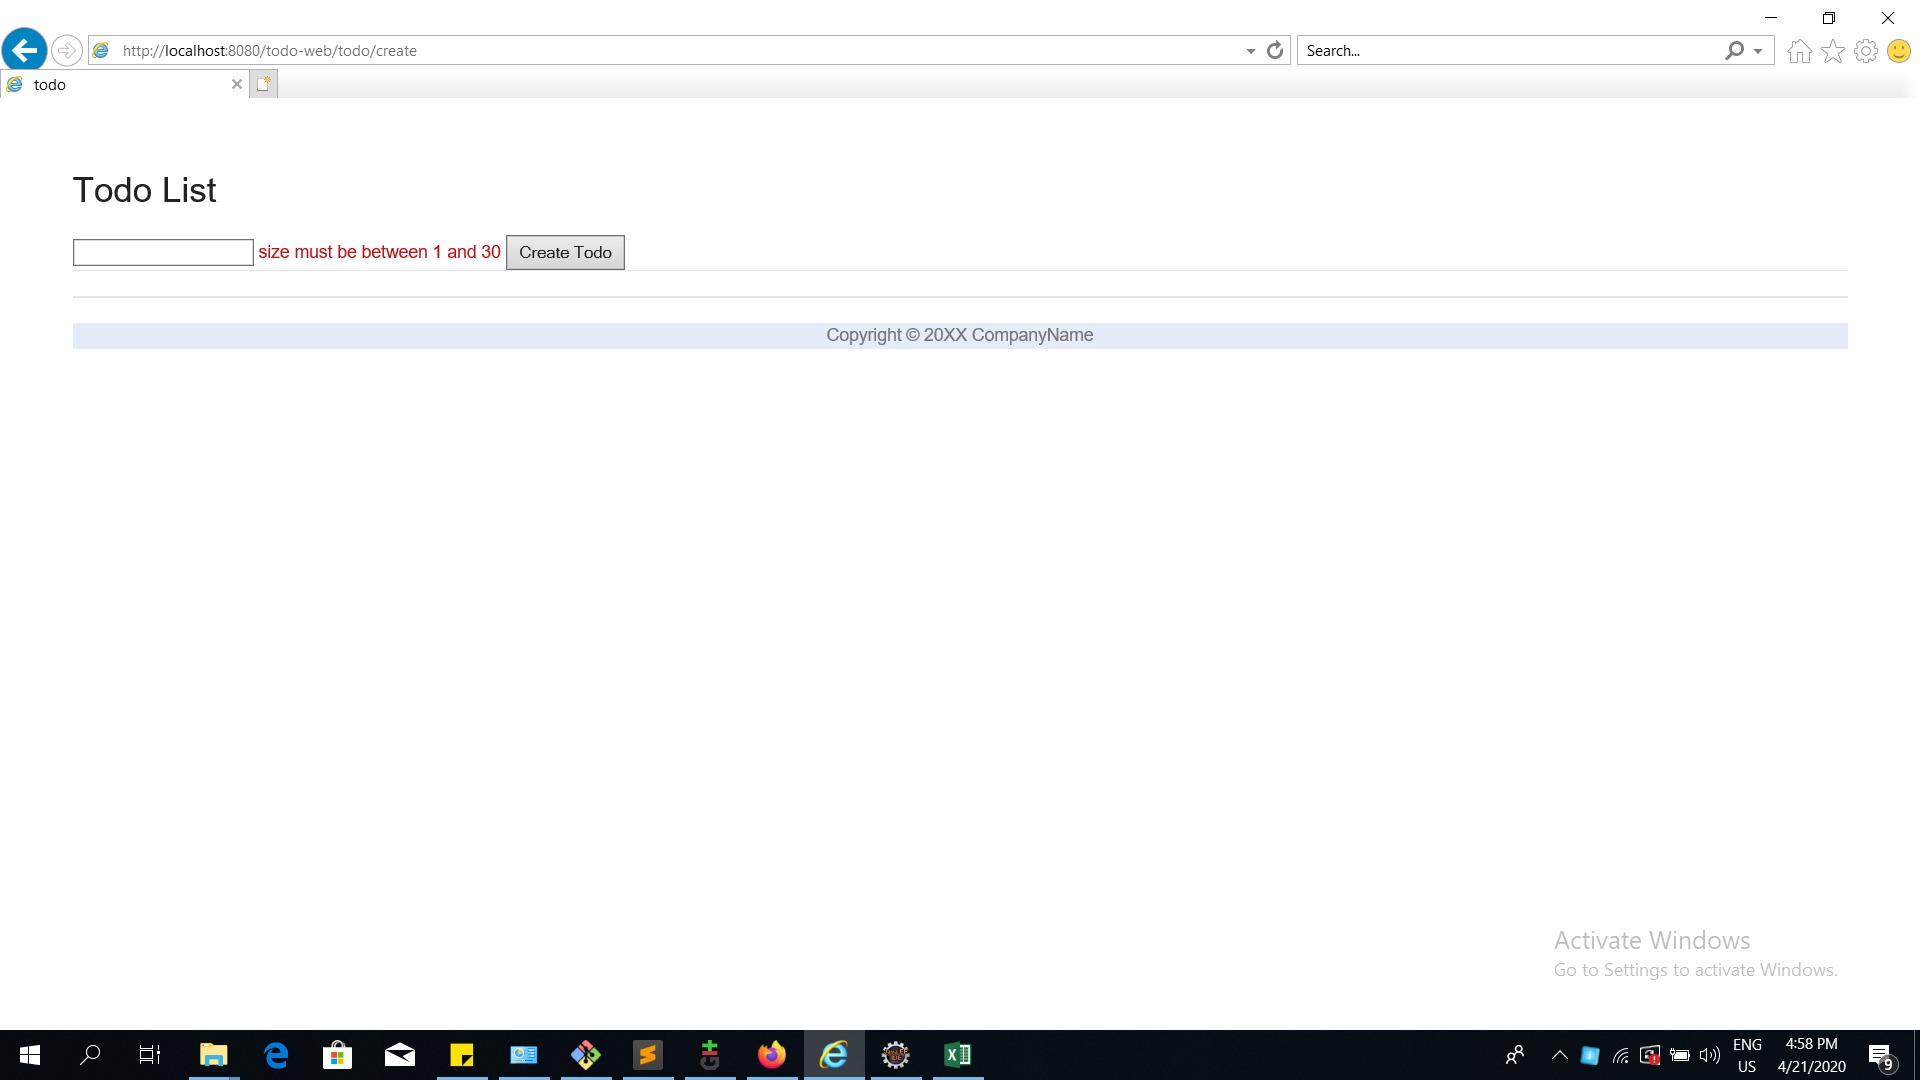 http://localhost:8080/todo-web/todo/create
Search...
todo
Todo List
size must be between 1 and 30
Create Todo
Copyright © 20XX CompanyName
Activate Windows
Go to Settings to activate Windows.
ENG
US
4:58 PM
4/21/2020
9